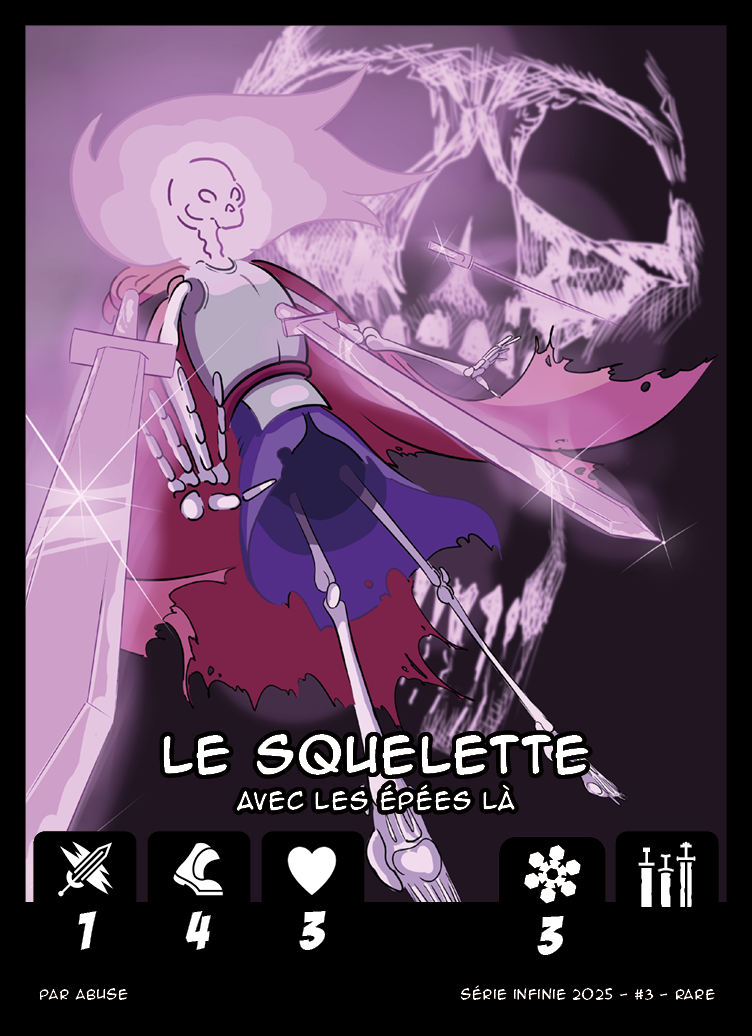 LE SQUELETTE
AVEC LES ÉPÉES LÀ
1 4 3 3
PAR ABUSE SÉRIE INFINIE 2025 - #3 - RARE